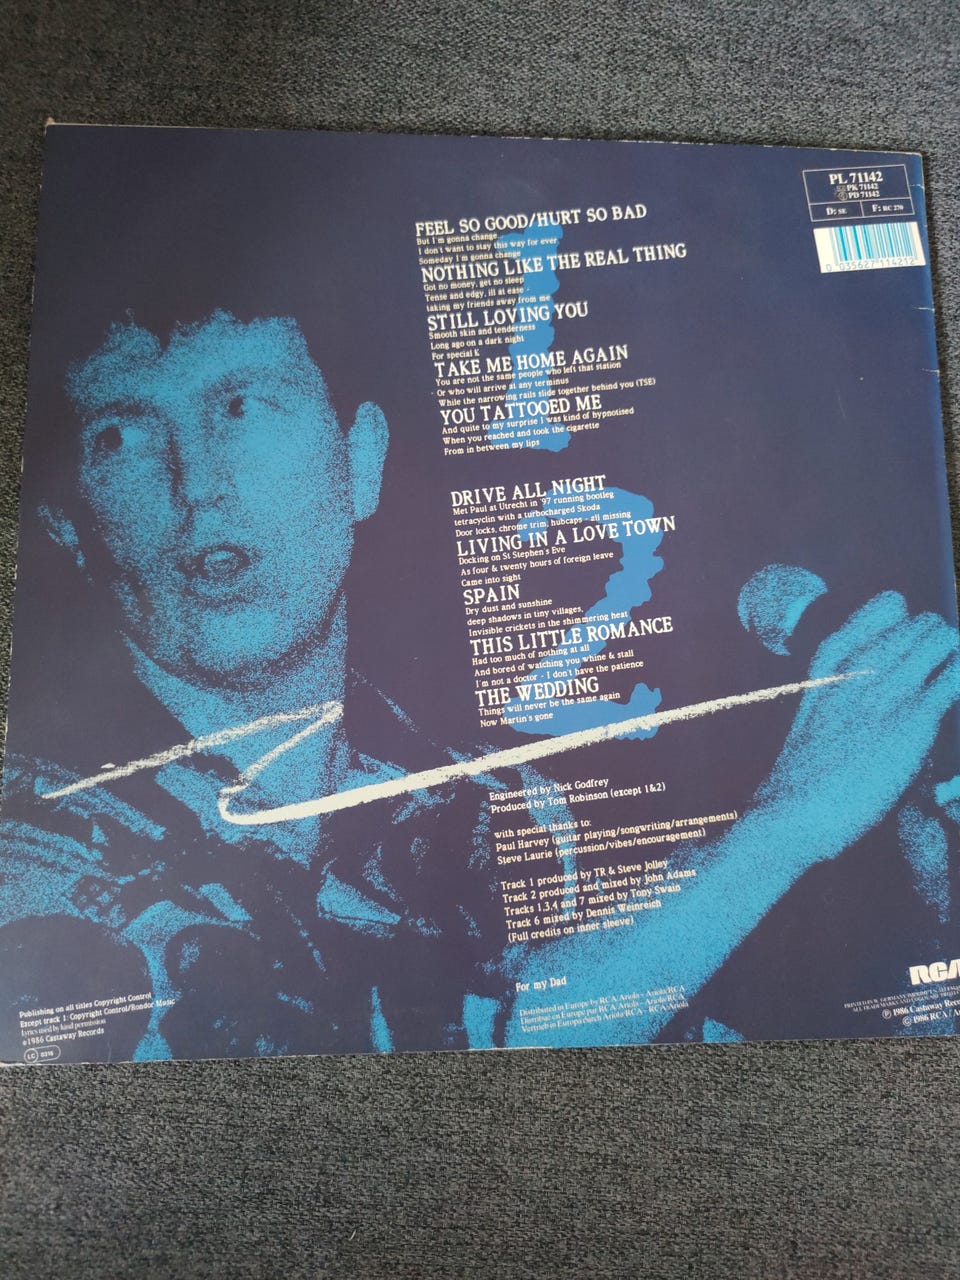 PL 71142
PK 71142
PD 71142
D: SE
F: RC 270
0 035627 114212
FEEL SO GOOD/HURT SO BAD
But I m gonna change
I don't want to stay this way for ever
Someday I m gonna change
NOTHING LIKE THE REAL THING
Got no money, get no sleep
Tense and edgy, ill at ease -
taking my friends away from me
STILL LOVING YOU
Smooth skin and tenderness
Long ago on a dark night
For special K
TAKE ME HOME AGAIN
You are not the same people who left that station
Or who will arrive at any terminus
While the narrowing rails slide together behind you (TSE)
YOU TATTOOED ME
And quite to my surprise I was kind of hypnotised
When you reached and took the cigarette
From in between my lips
1
DRIVE ALL NIGHT
Met Paul at Utrecht in '97 running bootleg
tetracyclin with a turbocharged Skoda
Door locks, chrome trim, hubcaps - all missing
LIVING IN A LOVE TOWN
Docking on St Stephen's Eve
As four & twenty hours of foreign leave
Came into sight
SPAIN
Dry dust and sunshine
deep shadows in tiny villages,
Invisible crickets in the shimmering heat
THIS LITTLE ROMANCE
Had too much of nothing at all
And bored of watching you whine & stall
I'm not a doctor - I don't have the patience
THE WEDDING
Things will never be the same again
Now Martin's gone
2
Engineered by Nick Godfrey
Produced by Tom Robinson (except 1&2)
with special thanks to:
Paul Harvey (guitar playing/songwriting/arrangements)
Steve Laurie (percussion/vibes/encouragement)
Track 1 produced by TR & Steve Jolley
Track 2 produced and mixed by John Adams
Tracks 1,3,4 and 7 mixed by Tony Swain
Track 6 mixed by Dennis Weinreich
(Full credits on inner sleeve)
For my Dad
Distributed in Europe by RCA Ariola - Ariola/RCA
Distribué en Europe par RCA Ariola - Ariola/RCA
Vertrieb in Europa durch Ariola/RCA - RCA/Ariola
Publishing on all titles Copyright Control
Except track 1: Copyright Control/Rondor Music
lyrics used by kind permission
©1986 Castaway Records
LC 0316
RCA
PRINTED IN W. GERMANY
ALL TRADEMARKS
℗ 1986 Castaway
© 1986 RCA/